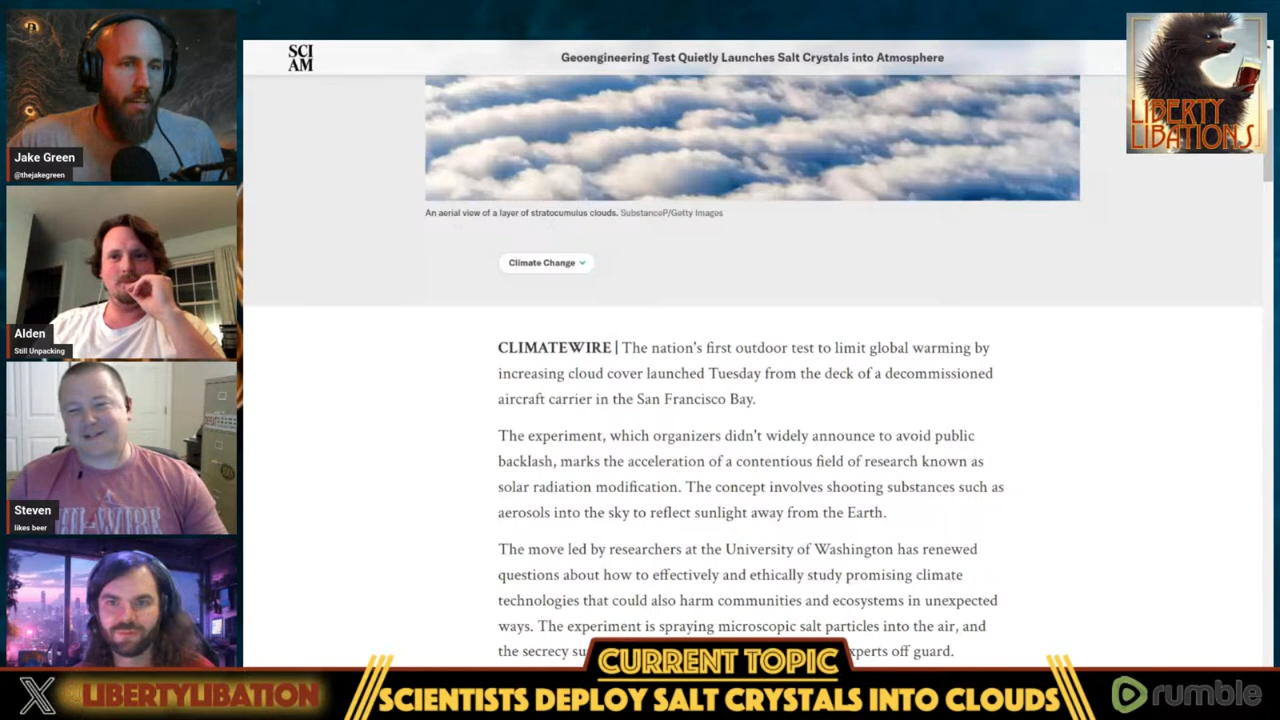 Jake Green
@thejakegreen
Alden
Still Unpacking
Steven
likes beer
SCI
AM
Geoengineering Test Quietly Launches Salt Crystals into Atmosphere
LIBERTY
LIBATIONS
An aerial view of a layer of stratocumulus clouds. SubstanceP/Getty Images
Climate Change
CLIMATEWIRE | The nation's first outdoor test to limit global warming by
increasing cloud cover launched Tuesday from the deck of a decommissioned
aircraft carrier in the San Francisco Bay.
The experiment, which organizers didn't widely announce to avoid public
backlash, marks the acceleration of a contentious field of research known as
solar radiation modification. The concept involves shooting substances such as
aerosols into the sky to reflect sunlight away from the Earth.
The move led by researchers at the University of Washington has renewed
questions about how to effectively and ethically study promising climate
technologies that could also harm communities and ecosystems in unexpected
ways. The experiment is spraying microscopic salt particles into the air, and
the secrecy su xperts off guard.
CURRENT TOPIC
LIBERTYLIBATION
SCIENTISTS DEPLOY SALT CRYSTALS INTO CLOUDS
rumble